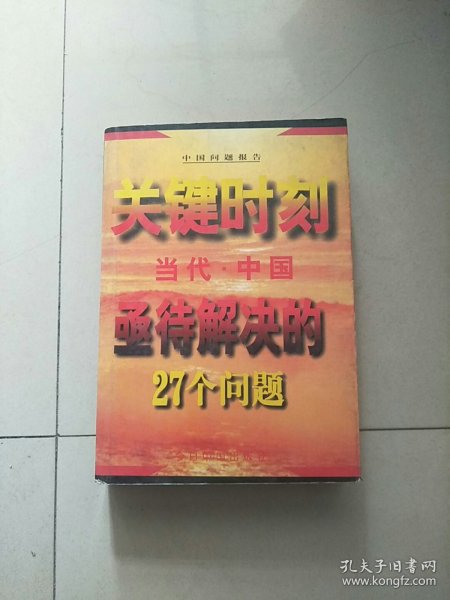 中国问题报告
关键时刻
当代·中国
亟待解决的
27个问题
今日中国出版社
孔夫子旧书网
www.kongfz.com